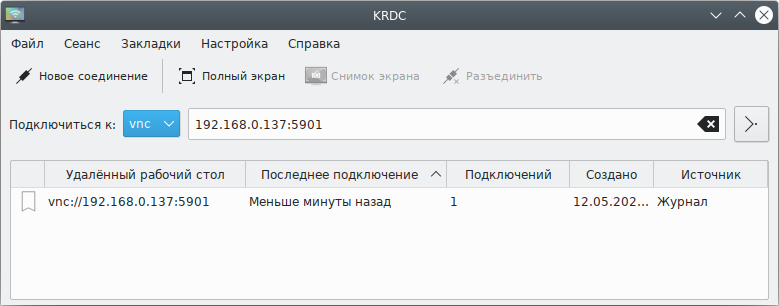 KRDC
Файл Сеанс Закладки Настройка Справка
Новое соединение Полный экран Снимок экрана Разъединить
Подключиться к: vnc 192.168.0.137:5901
Удалённый рабочий стол Последнее подключение Подключений Создано Источник
vnc://192.168.0.137:5901 Меньше минуты назад 1 12.05.202... Журнал